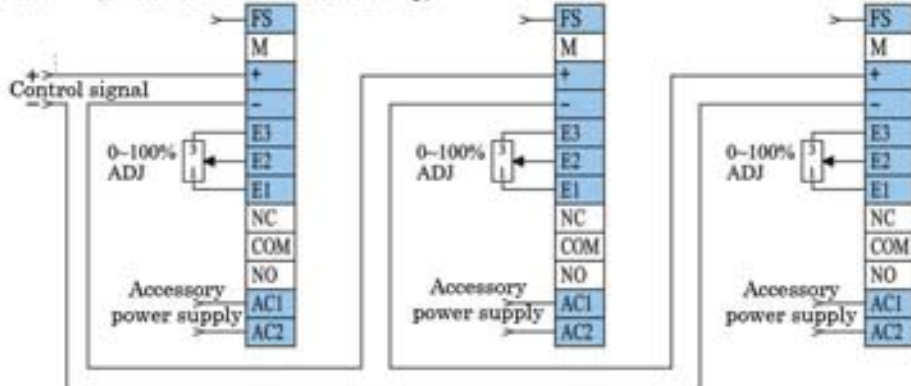 FS
M
+
−
E3
E2
E1
NC
COM
NO
AC1
AC2
+
Control signal
−
0~100%
ADJ
3
1
Accessory
power supply
FS
M
+
−
E3
E2
E1
NC
COM
NO
AC1
AC2
0~100%
ADJ
3
1
Accessory
power supply
FS
M
+
−
E3
E2
E1
NC
COM
NO
AC1
AC2
0~100%
ADJ
3
1
Accessory
power supply